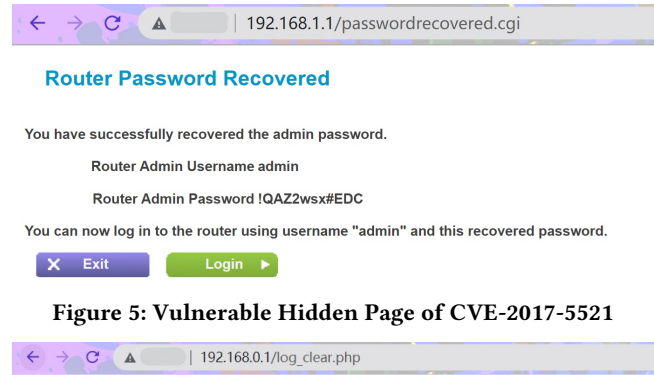 192.168.1.1/passwordrecovered.cgi
Router Password Recovered
You have successfully recovered the admin password.
Router Admin Username admin
Router Admin Password !QAZ2wsx#EDC
You can now log in to the router using username "admin" and this recovered password.
X Exit Login
Figure 5: Vulnerable Hidden Page of CVE-2017-5521
192.168.0.1/log_clear.php